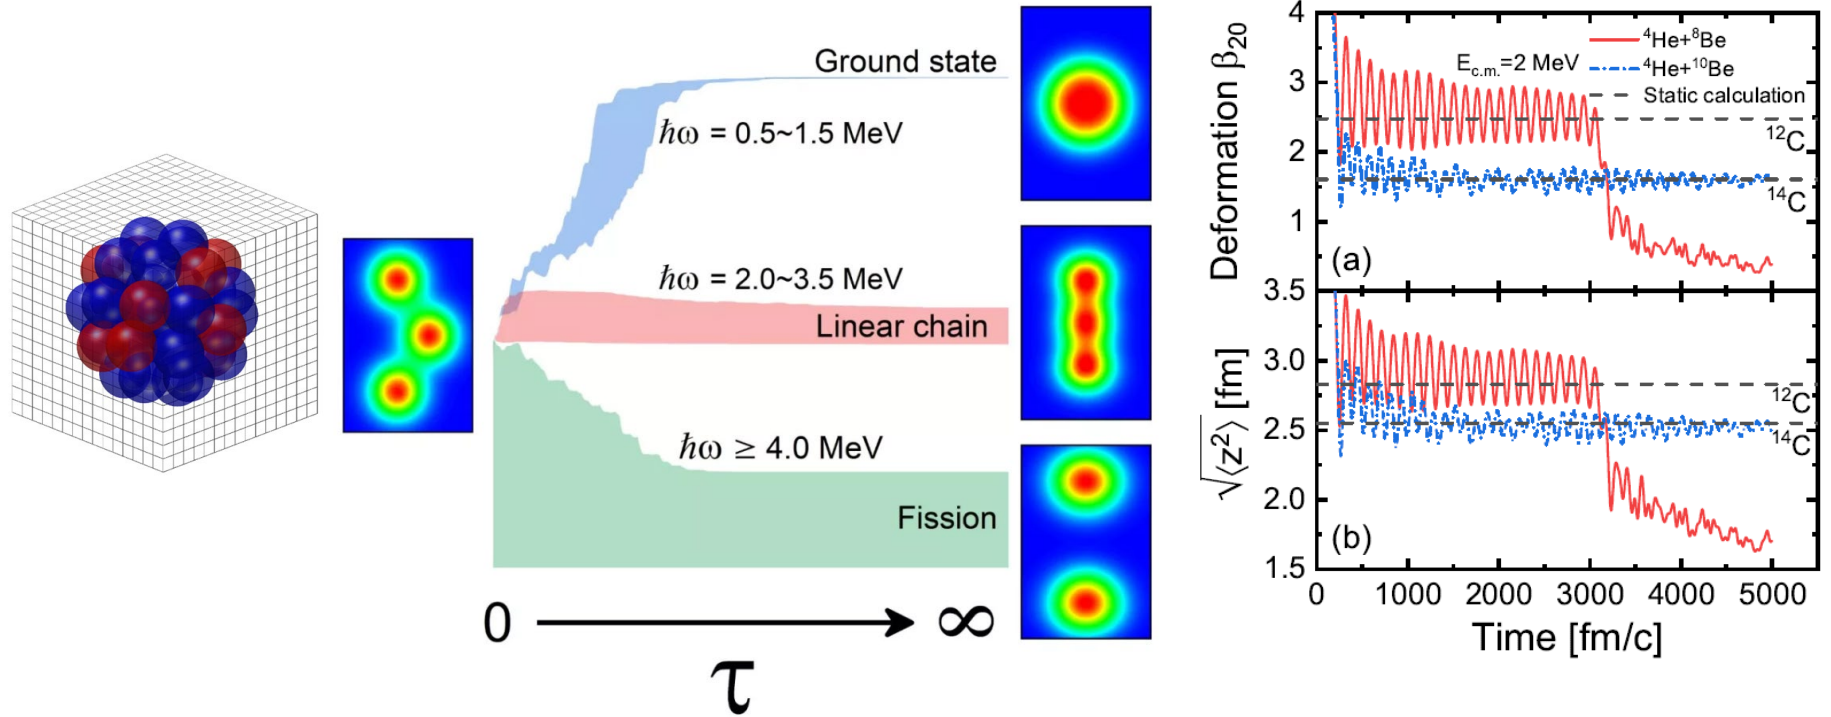 Ground state
ħω = 0.5~1.5 MeV
ħω = 2.0~3.5 MeV
Linear chain
ħω ≥ 4.0 MeV
Fission
0
∞
τ
Deformation β₂₀
4
3
2
1
E_c.m.=2 MeV
⁴He+⁸Be
⁴He+¹⁰Be
Static calculation
¹²C
¹⁴C
(a)
√⟨z²⟩ [fm]
3.5
3.0
2.5
2.0
1.5
¹²C
¹⁴C
(b)
0 1000 2000 3000 4000 5000
Time [fm/c]